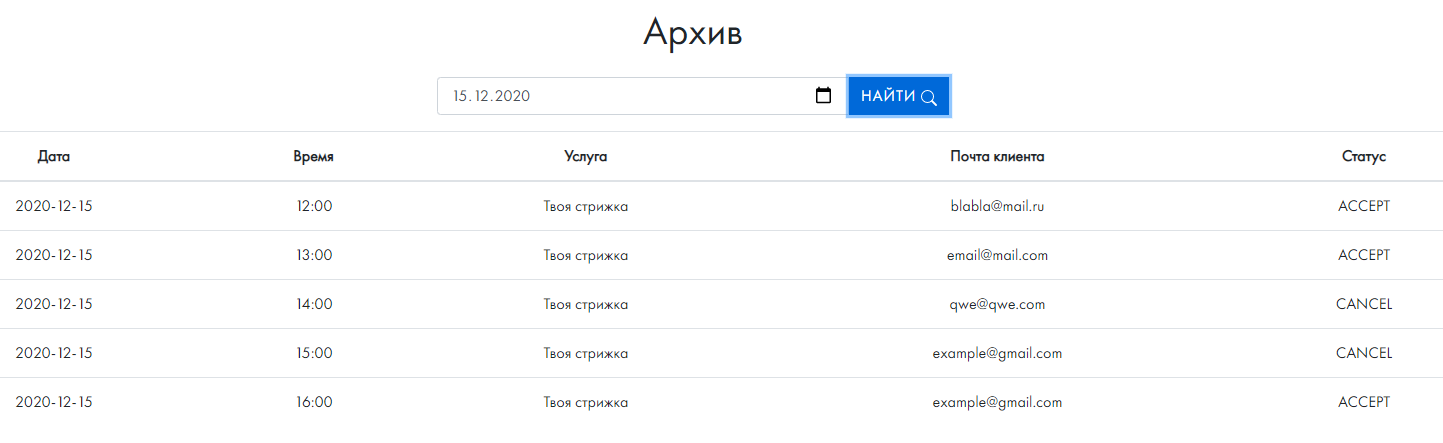 Архив
15.12.2020 НАЙТИ
Дата Время Услуга Почта клиента Статус
2020-12-15 12:00 Твоя стрижка blabla@mail.ru ACCEPT
2020-12-15 13:00 Твоя стрижка email@mail.com ACCEPT
2020-12-15 14:00 Твоя стрижка qwe@qwe.com CANCEL
2020-12-15 15:00 Твоя стрижка example@gmail.com CANCEL
2020-12-15 16:00 Твоя стрижка example@gmail.com ACCEPT